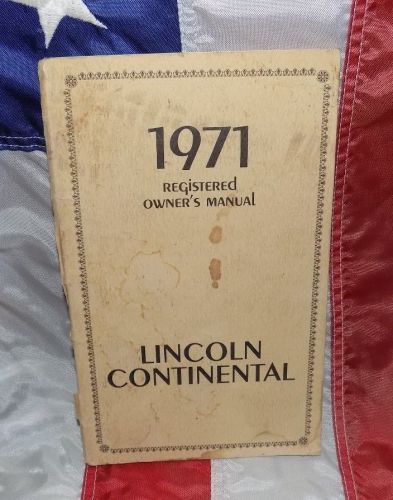 1971
REGISTERED
OWNER'S MANUAL
LINCOLN
CONTINENTAL